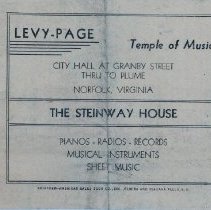 LEVY-PAGE
Temple of Music
CITY HALL AT GRANBY STREET
THRU TO PLUME
NORFOLK, VIRGINIA
THE STEINWAY HOUSE
PIANOS - RADIOS - RECORDS
MUSICAL INSTRUMENTS
SHEET MUSIC